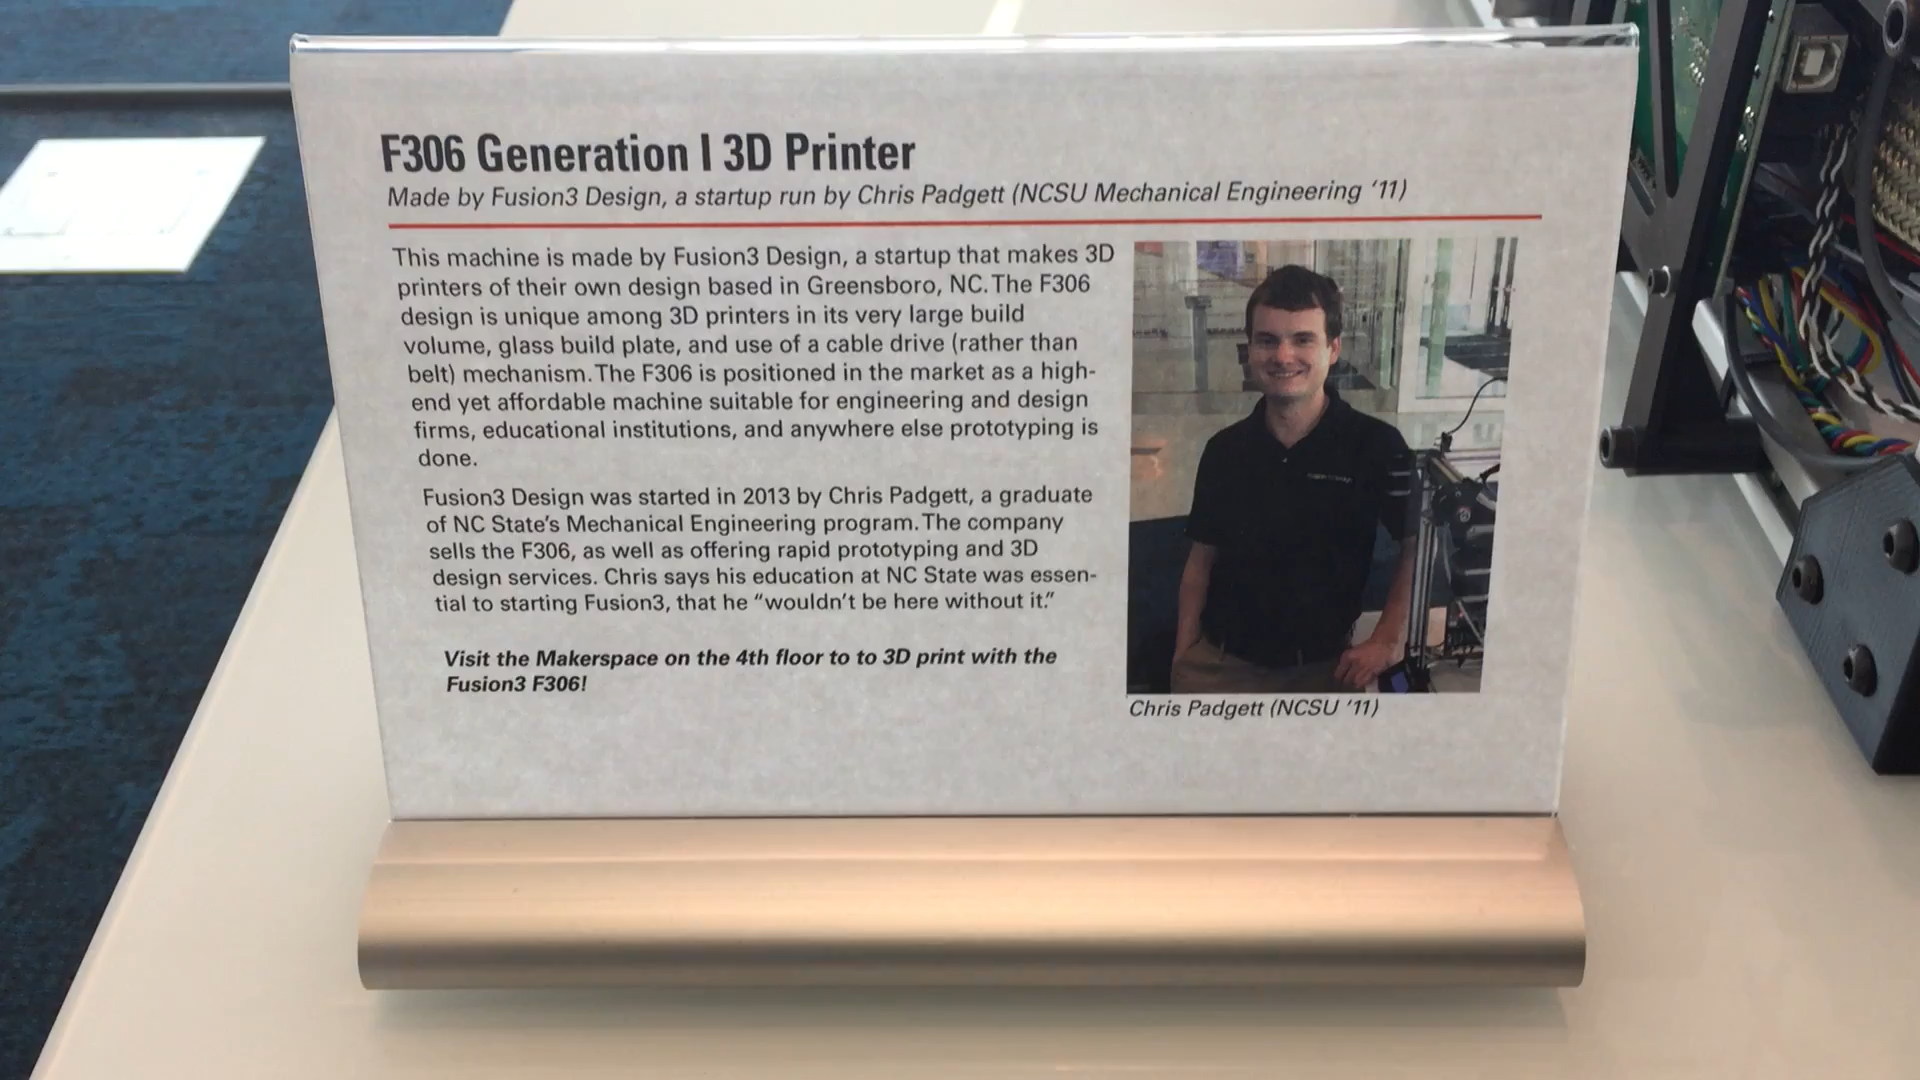 F306 Generation I 3D Printer
Made by Fusion3 Design, a startup run by Chris Padgett (NCSU Mechanical Engineering ‘11)
This machine is made by Fusion3 Design, a startup that makes 3D
printers of their own design based in Greensboro, NC. The F306
design is unique among 3D printers in its very large build
volume, glass build plate, and use of a cable drive (rather than
belt) mechanism. The F306 is positioned in the market as a high-
end yet affordable machine suitable for engineering and design
firms, educational institutions, and anywhere else prototyping is
done.
Fusion3 Design was started in 2013 by Chris Padgett, a graduate
of NC State’s Mechanical Engineering program. The company
sells the F306, as well as offering rapid prototyping and 3D
design services. Chris says his education at NC State was essen-
tial to starting Fusion3, that he “wouldn’t be here without it.”
Visit the Makerspace on the 4th floor to to 3D print with the
Fusion3 F306!
Chris Padgett (NCSU ‘11)